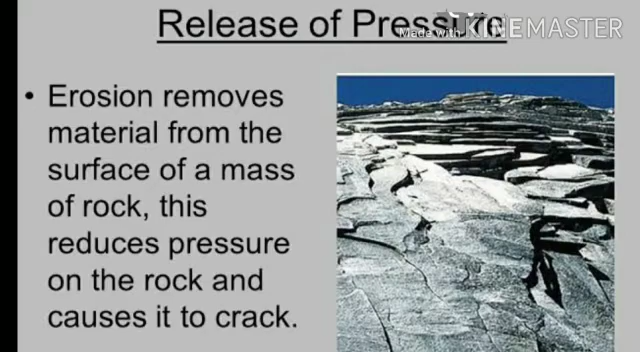 Release of Pressure
Made with KINEMASTER
• Erosion removes
material from the
surface of a mass
of rock, this
reduces pressure
on the rock and
causes it to crack.